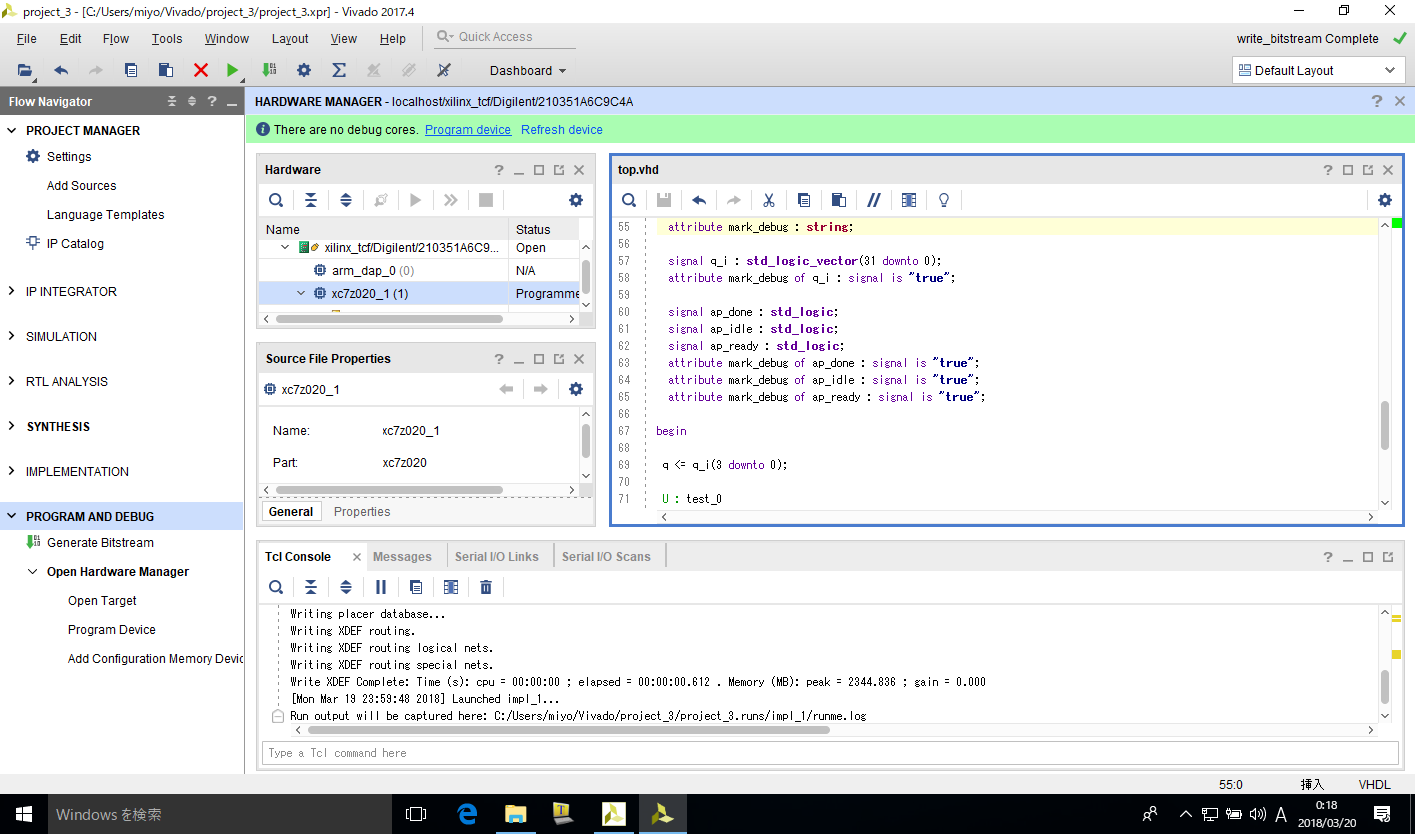 project_3 - [C:/Users/miyo/Vivado/project_3/project_3.xpr] - Vivado 2017.4
File Edit Flow Tools Window Layout View Help Quick Access
write_bitstream Complete
Dashboard
Default Layout
Flow Navigator
PROJECT MANAGER
Settings
Add Sources
Language Templates
IP Catalog
IP INTEGRATOR
SIMULATION
RTL ANALYSIS
SYNTHESIS
IMPLEMENTATION
PROGRAM AND DEBUG
Generate Bitstream
Open Hardware Manager
Open Target
Program Device
Add Configuration Memory Devic
HARDWARE MANAGER - localhost/xilinx_tcf/Digilent/210351A6C9C4A
There are no debug cores. Program device Refresh device
Hardware
Name Status
xilinx_tcf/Digilent/210351A6C9... Open
arm_dap_0 (0) N/A
xc7z020_1 (1) Programme
Source File Properties
xc7z020_1
Name: xc7z020_1
Part: xc7z020
General Properties
top.vhd
55 attribute mark_debug : string;
56
57 signal q_i : std_logic_vector(31 downto 0);
58 attribute mark_debug of q_i : signal is "true";
59
60 signal ap_done : std_logic;
61 signal ap_idle : std_logic;
62 signal ap_ready : std_logic;
63 attribute mark_debug of ap_done : signal is "true";
64 attribute mark_debug of ap_idle : signal is "true";
65 attribute mark_debug of ap_ready : signal is "true";
66
67 begin
68
69 q <= q_i(3 downto 0);
70
71 U : test_0
Tcl Console Messages Serial I/O Links Serial I/O Scans
Writing placer database...
Writing XDEF routing.
Writing XDEF routing logical nets.
Writing XDEF routing special nets.
Write XDEF Complete: Time (s): cpu = 00:00:00 ; elapsed = 00:00:00.612 . Memory (MB): peak = 2344.836 ; gain = 0.000
[Mon Mar 19 23:59:48 2018] Launched impl_1...
Run output will be captured here: C:/Users/miyo/Vivado/project_3/project_3.runs/impl_1/runme.log
Type a Tcl command here
55:0 挿入 VHDL
Windows を検索
A
0:18
2018/03/20